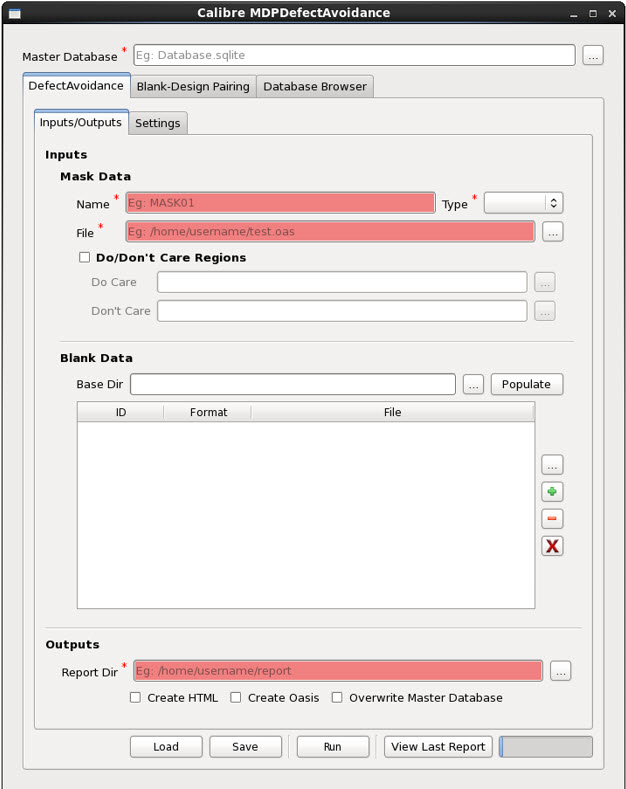 Calibre MDPDefectAvoidance
Master Database * Eg: Database.sqlite ...
DefectAvoidance Blank-Design Pairing Database Browser
Inputs/Outputs Settings
Inputs
Mask Data
Name * Eg: MASK01 Type *
File * Eg: /home/username/test.oas ...
Do/Don't Care Regions
Do Care ...
Don't Care ...
Blank Data
Base Dir ... Populate
ID Format File
...
Outputs
Report Dir * Eg: /home/username/report ...
Create HTML Create Oasis Overwrite Master Database
Load Save Run View Last Report